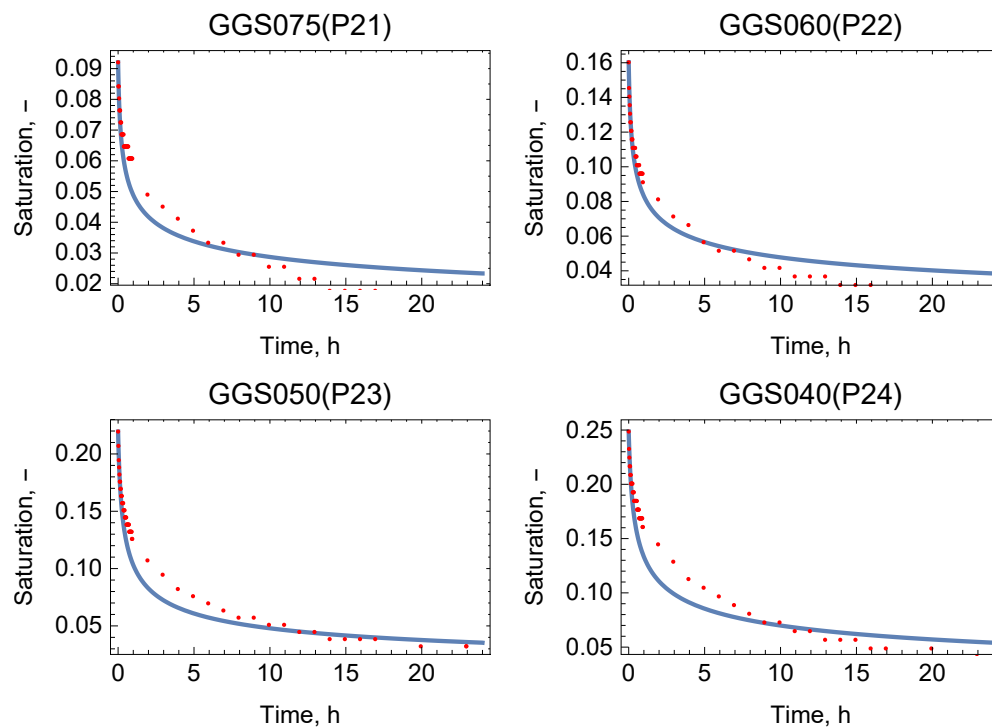 GGS075(P21)
Saturation, –
0.09
0.08
0.07
0.06
0.05
0.04
0.03
0.02
0 5 10 15 20
Time, h
GGS060(P22)
Saturation, –
0.16
0.14
0.12
0.10
0.08
0.06
0.04
0 5 10 15 20
Time, h
GGS050(P23)
Saturation, –
0.20
0.15
0.10
0.05
0 5 10 15 20
Time, h
GGS040(P24)
Saturation, –
0.25
0.20
0.15
0.10
0.05
0 5 10 15 20
Time, h